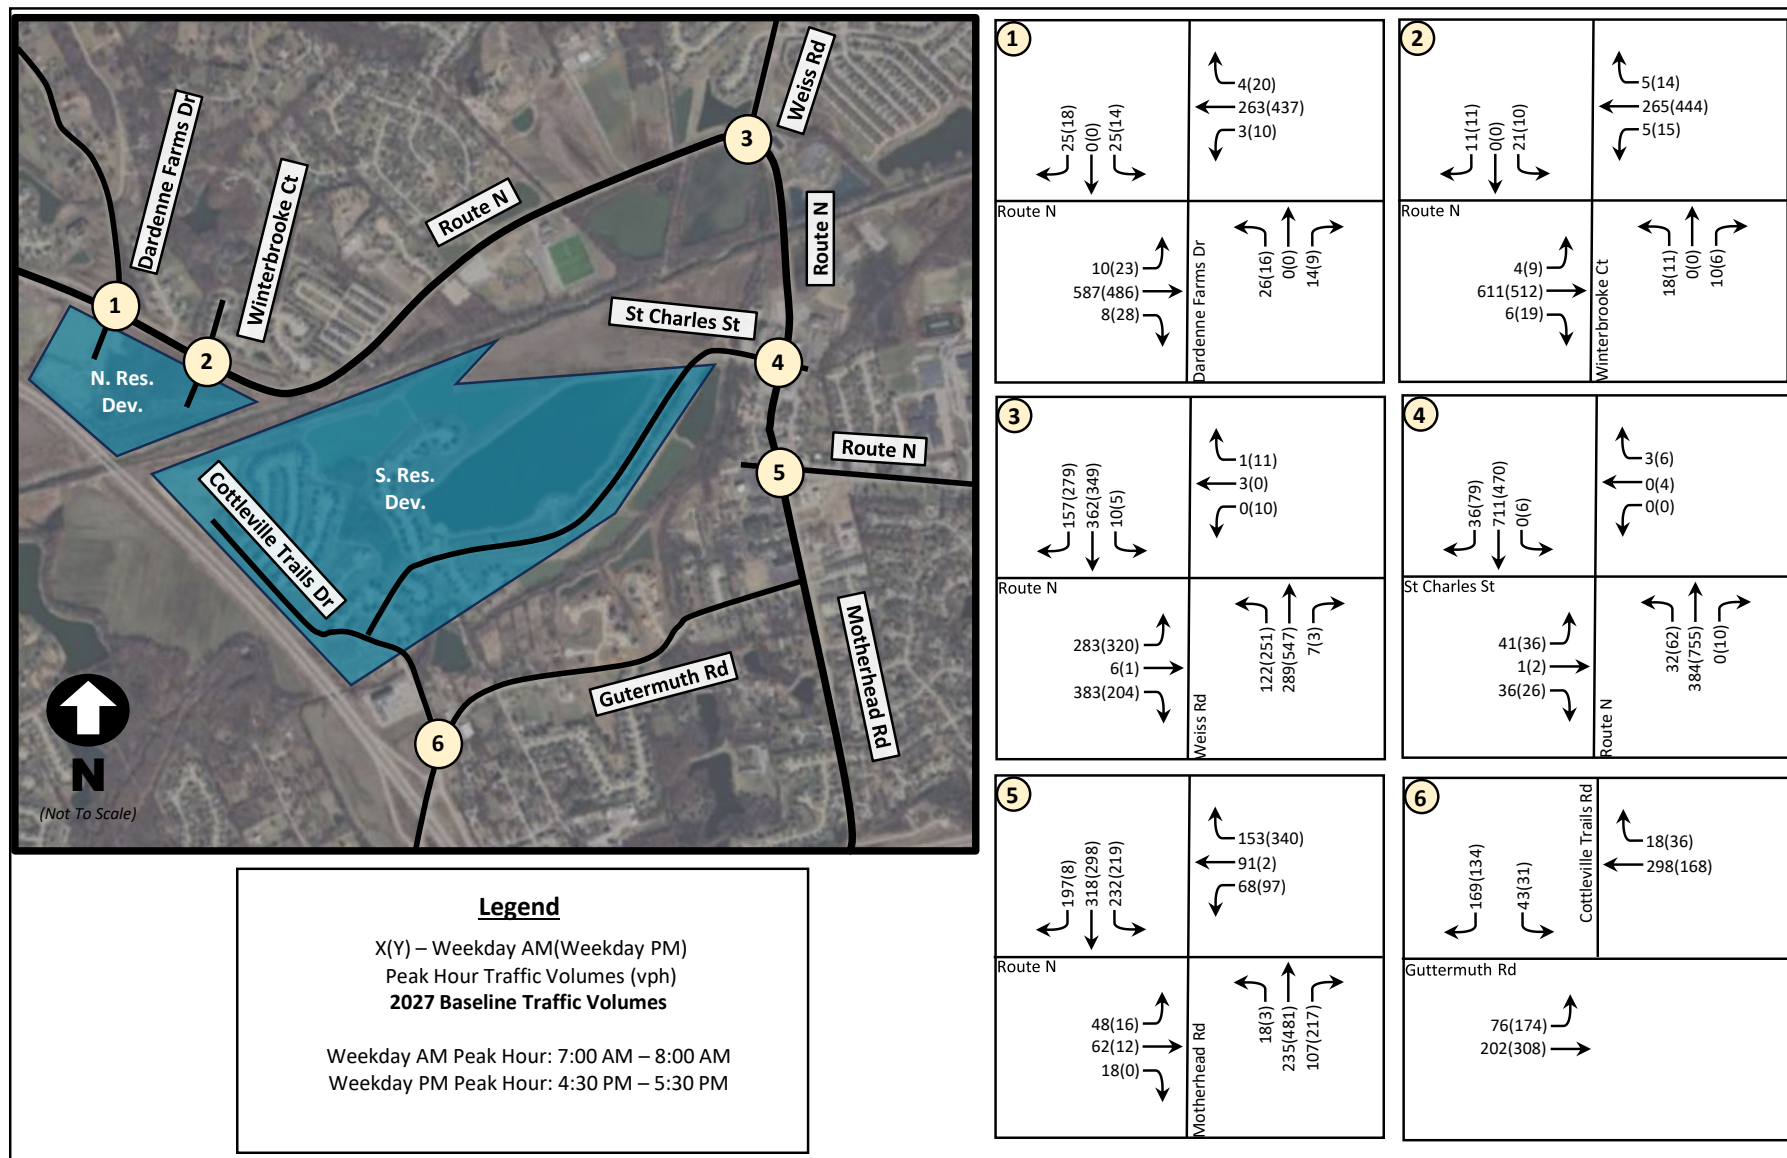 Dardenne Farms Dr
Winterbrooke Ct
Route N
Weiss Rd
Route N
St Charles St
Route N
Cottleville Trails Dr
Gutermuth Rd
Motherhead Rd
N. Res.
Dev.
S. Res.
Dev.
1
2
3
4
5
6
N
(Not To Scale)
Legend
X(Y) – Weekday AM(Weekday PM)
Peak Hour Traffic Volumes (vph)
2027 Baseline Traffic Volumes
Weekday AM Peak Hour: 7:00 AM – 8:00 AM
Weekday PM Peak Hour: 4:30 PM – 5:30 PM
1
25(18)
0(0)
25(14)
4(20)
263(437)
3(10)
Route N
10(23)
587(486)
8(28)
Dardenne Farms Dr
26(16)
0(0)
14(9)
2
11(11)
0(0)
21(10)
5(14)
265(444)
5(15)
Route N
4(9)
611(512)
6(19)
Winterbrooke Ct
18(11)
0(0)
10(6)
3
157(279)
362(349)
10(5)
1(11)
3(0)
0(10)
Route N
283(320)
6(1)
383(204)
Weiss Rd
122(251)
289(547)
7(3)
4
36(79)
711(470)
0(6)
3(6)
0(4)
0(0)
St Charles St
41(36)
1(2)
36(26)
Route N
32(62)
384(755)
0(10)
5
197(8)
318(298)
232(219)
153(340)
91(2)
68(97)
Route N
48(16)
62(12)
18(0)
Motherhead Rd
18(3)
235(481)
107(217)
6
169(134)
43(31)
Cottleville Trails Rd
18(36)
298(168)
Guttermuth Rd
76(174)
202(308)